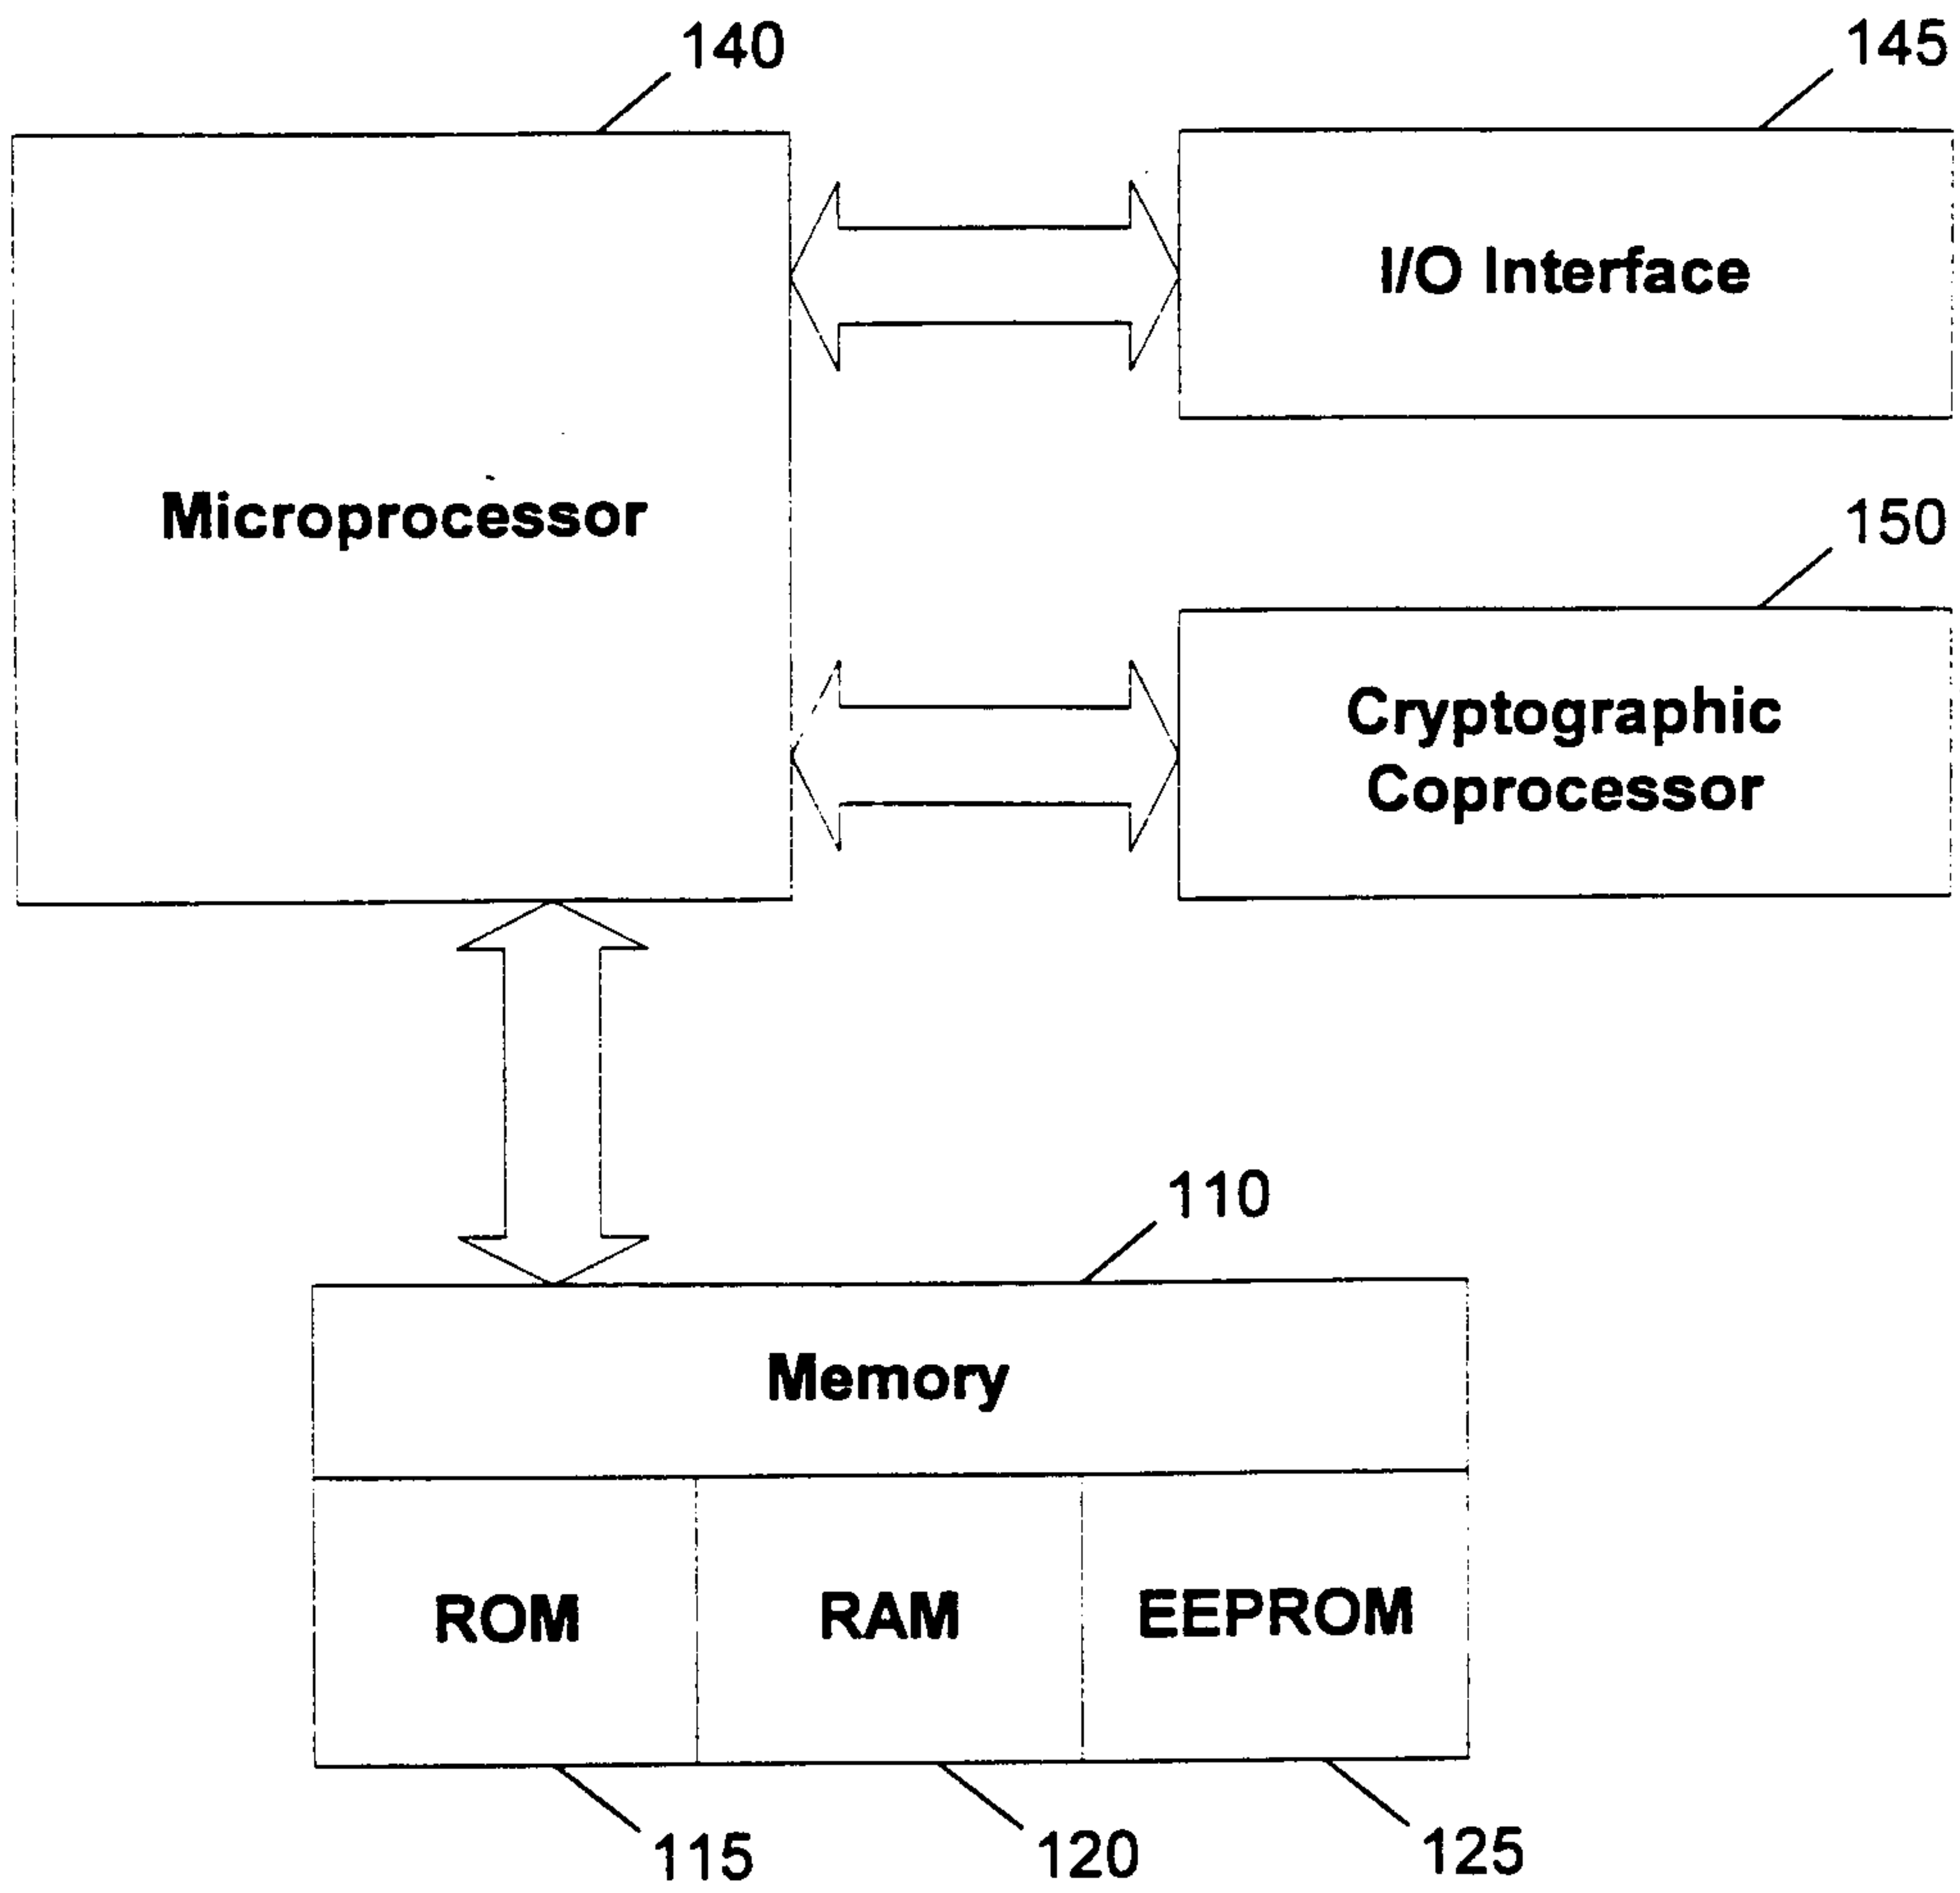 140
145
Microprocessor
I/O Interface
150
Cryptographic
Coprocessor
110
Memory
ROM
RAM
EEPROM
115
120
125